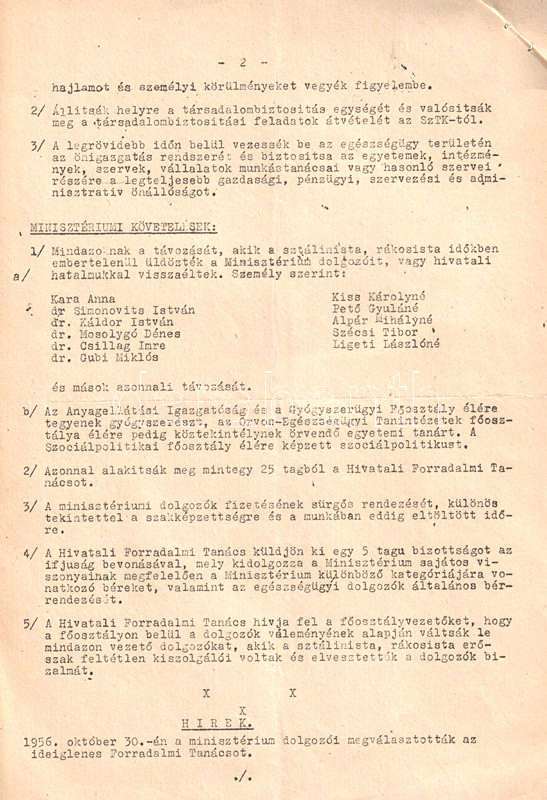 - 2 -
hajlamot és személyi körülményeket vegyék figyelembe.
2/ Állitsák helyre a társadalombiztositás egységét és valósitsák
meg a társadalombiztositási feladatok átvételét az SzTK-tól.
3/ A legrövidebb időn belül vezessék be az egészségügy területén
az önigazgatás rendszerét és biztositsa az egyetemek, intézmé-
nyek, szervek, vállalatok munkástanácsai vagy hasonló szervei
részére a legteljesebb gazdasági, pénzügyi, szervezési és admi-
nisztrativ önállóságot.
MINISZTÉRIUMI KÖVETELÉSEK:
1/ Mindazoknak a távozását, akik a sztálinista, rákosista időkben
embertelenül üldözték a Minisztérium dolgozóit, vagy hivatali
a/ hatalmukkal visszaéltek. Személy szerint:
Kara Anna Kiss Károlyné
dr Simonovits István Pető Gyuláné
dr. Káldor István Alpár Mihályné
dr. Mosolygó Dénes Szécsi Tibor
dr. Csillag Imre Ligeti Lászlóné
dr. Gubi Miklós
és mások azonnali távozását.
b/ Az Anyagellátási Igazgatóság és a Gyógyszerügyi Főosztály élére
tegyenek gyógyszerészt, az Orvos-Egészségügyi Tanintézetek főosz-
tálya élére pedig köztekintélynek örvendő egyetemi tanárt. A
Szociálpolitikai főosztály élére képzett szociálpolitikust.
2/ Azonnal alakitsák meg mintegy 25 tagból a Hivatali Forradalmi Ta-
nácsot.
3/ A minisztériumi dolgozók fizetésének sürgős rendezését, különös
tekintettel a szakképzettségre és a munkában eddig eltöltött idő-
re.
4/ A Hivatali Forradalmi Tanács küldjön ki egy 5 tagu bizottságot az
ifjuság bevonásával, mely kidolgozza a Minisztérium sajátos vi-
szonyainak megfelelően a Minisztérium különböző kategóriájára vo-
natkozó béreket, valamint az egészségügyi dolgozók általános bér-
rendezését.
5/ A Hivatali Forradalmi Tanács hivja fel a főosztályvezetőket, hogy
a főosztályon belül a dolgozók véleményének alapján váltsák le
mindazon vezető dolgozókat, akik a sztálinista, rákosista erő-
szak feltétlen kiszolgálói voltak és elvesztették a dolgozók bi-
zalmát.
X X
X
HIREK.
1956. október 30.-án a minisztérium dolgozói megválasztották az
ideiglenes Forradalmi Tanácsot.
./.